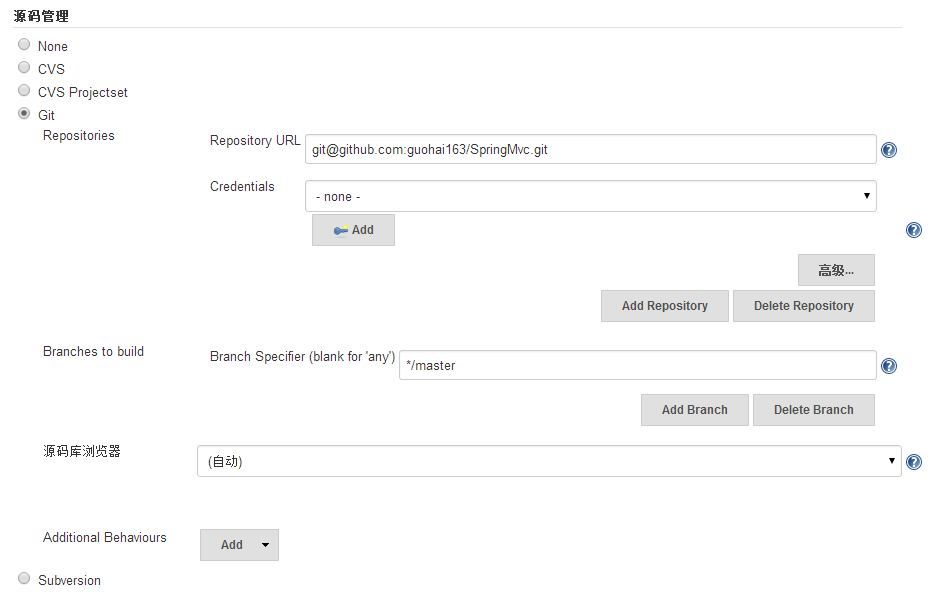 源码管理
None
CVS
CVS Projectset
Git
Repositories
Repository URL git@github.com:guohai163/SpringMvc.git
Credentials - none -
Add
高级...
Add Repository Delete Repository
Branches to build Branch Specifier (blank for 'any') */master
Add Branch Delete Branch
源码库浏览器 (自动)
Additional Behaviours Add
Subversion